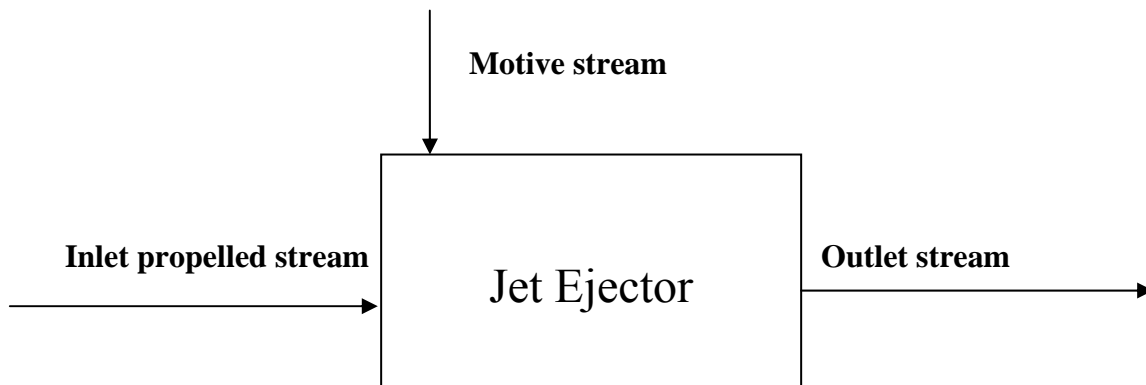 Motive stream
Inlet propelled stream
Outlet stream
Jet Ejector